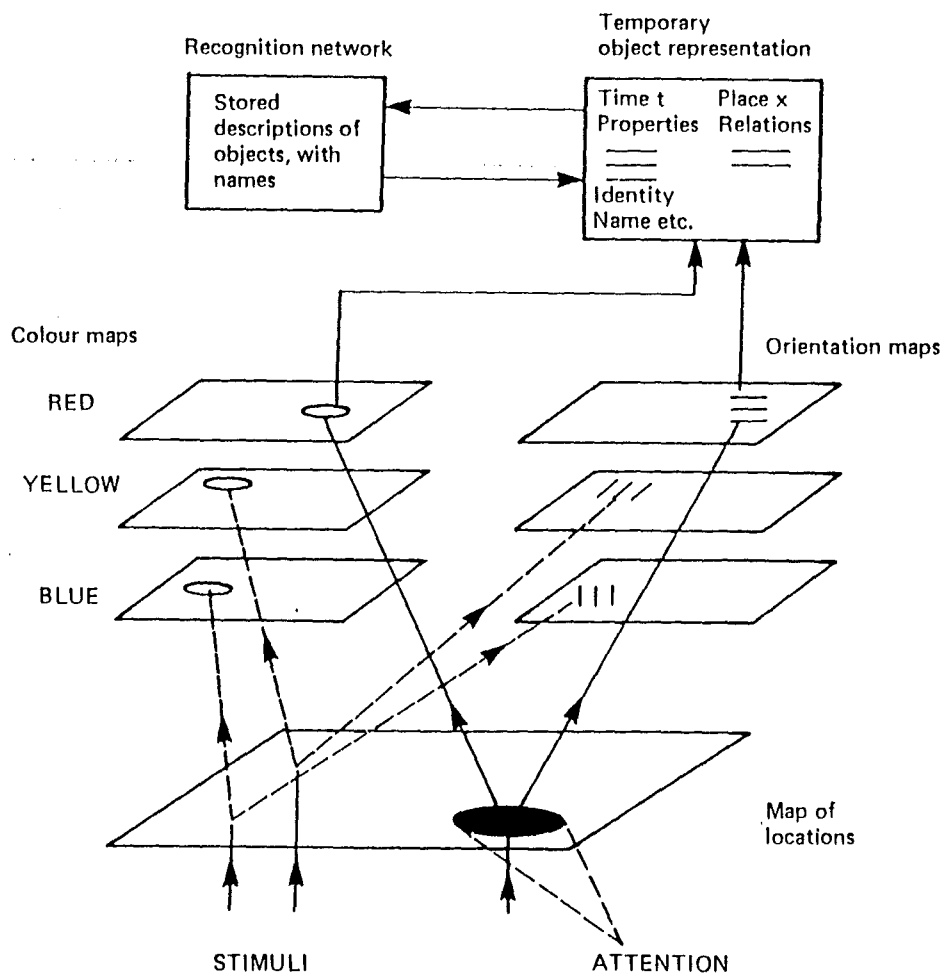 Temporary
object representation
Recognition network
Stored
descriptions of
objects, with
names
Time t Place x
Properties Relations
Identity
Name etc.
Colour maps
Orientation maps
RED
YELLOW
BLUE
Map of
locations
STIMULI
ATTENTION